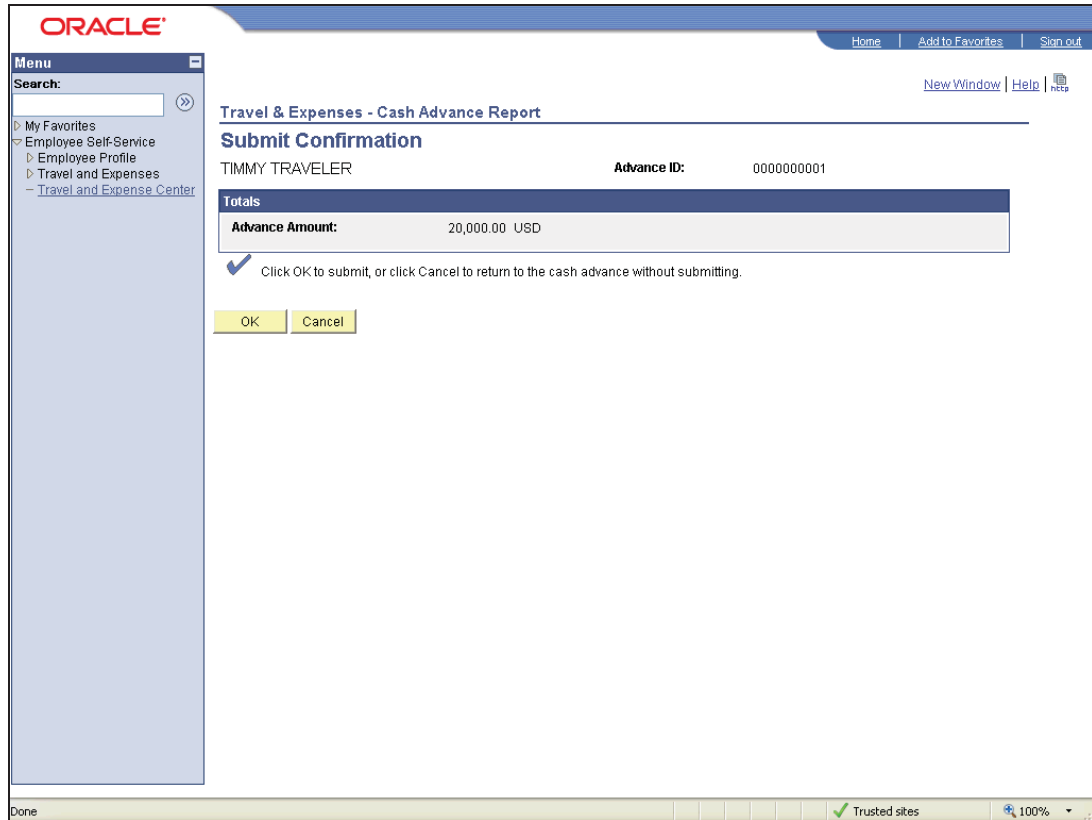 ORACLE
Home | Add to Favorites | Sign out
Menu
Search:
My Favorites
Employee Self-Service
Employee Profile
Travel and Expenses
– Travel and Expense Center
New Window | Help | http
Travel & Expenses - Cash Advance Report
Submit Confirmation
TIMMY TRAVELER Advance ID: 0000000001
Totals
Advance Amount: 20,000.00 USD
Click OK to submit, or click Cancel to return to the cash advance without submitting.
OK Cancel
Done Trusted sites 100%